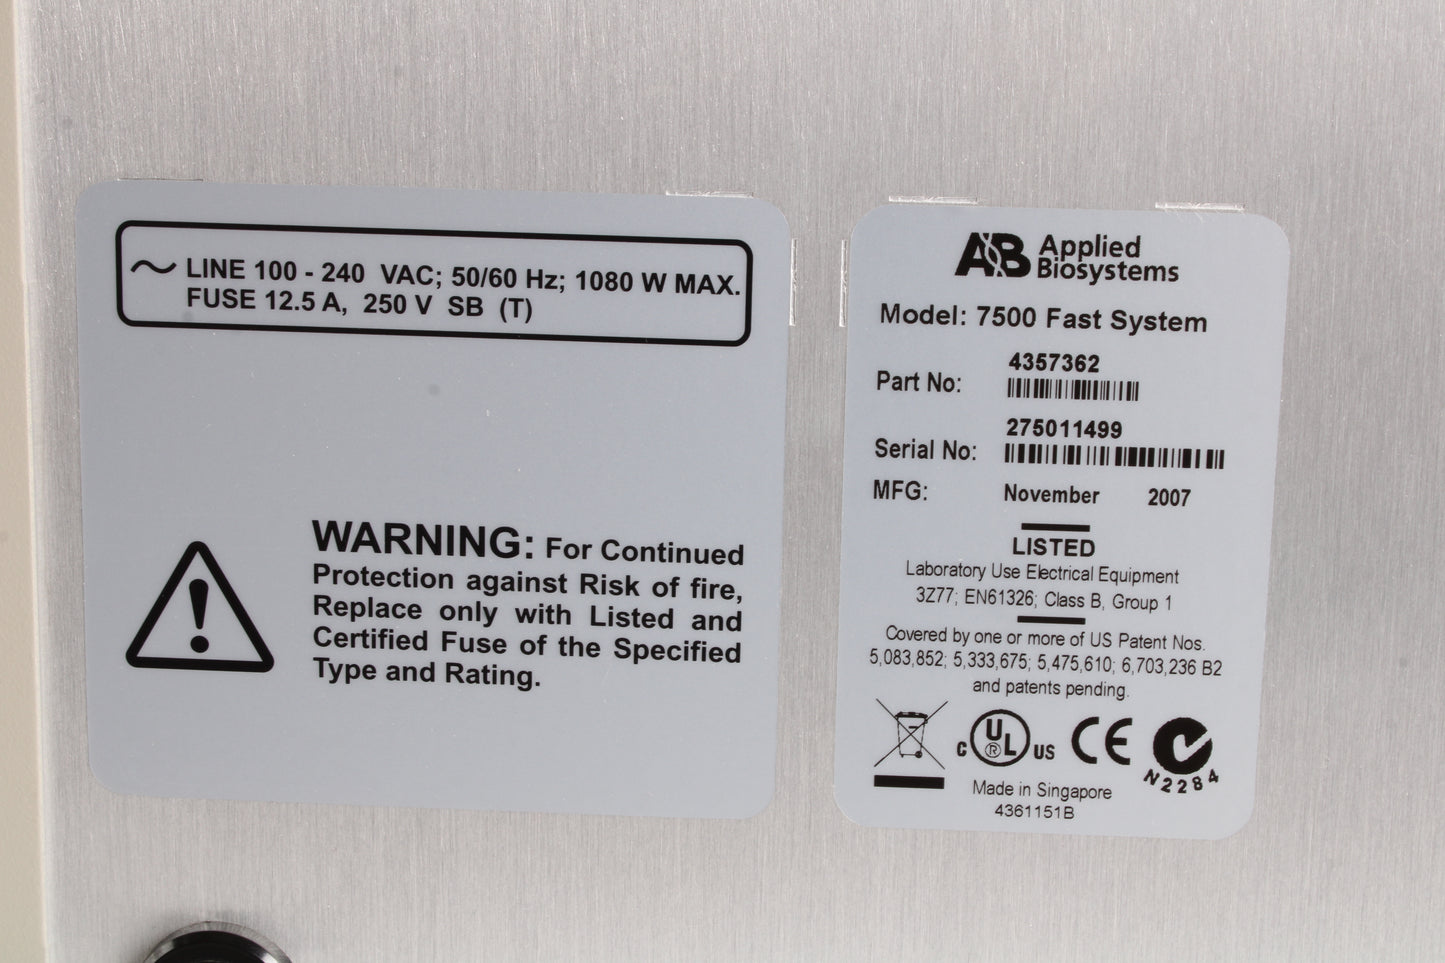 LINE 100 - 240 VAC; 50/60 Hz; 1080 W MAX.
FUSE 12.5 A, 250 V SB (T)
WARNING: For Continued
Protection against Risk of fire,
Replace only with Listed and
Certified Fuse of the Specified
Type and Rating.
AB Applied
Biosystems
Model: 7500 Fast System
4357362
Part No:
275011499
Serial No:
MFG: November 2007
LISTED
Laboratory Use Electrical Equipment
3Z77; EN61326; Class B, Group 1
Covered by one or more of US Patent Nos.
5,083,852; 5,333,675; 5,475,610; 6,703,236 B2
and patents pending.
C UL ® US CE
N2284
Made in Singapore
4361151B